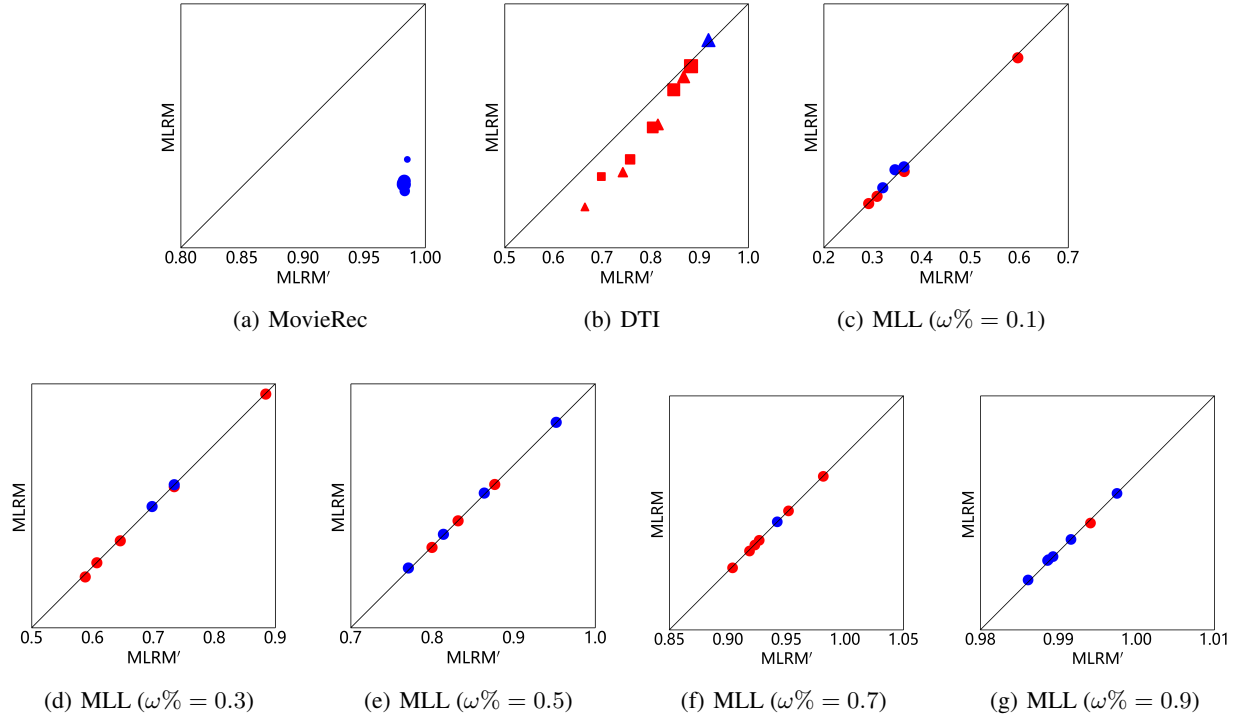 MLRM
0.80 0.85 0.90 0.95 1.00
MLRM′
(a) MovieRec
MLRM
0.5 0.6 0.7 0.8 0.9 1.0
MLRM′
(b) DTI
MLRM
0.2 0.3 0.4 0.5 0.6 0.7
MLRM′
(c) MLL (ω% = 0.1)
MLRM
0.5 0.6 0.7 0.8 0.9
MLRM′
(d) MLL (ω% = 0.3)
MLRM
0.7 0.8 0.9 1.0
MLRM′
(e) MLL (ω% = 0.5)
MLRM
0.85 0.90 0.95 1.00 1.05
MLRM′
(f) MLL (ω% = 0.7)
MLRM
0.98 0.99 1.00 1.01
MLRM′
(g) MLL (ω% = 0.9)